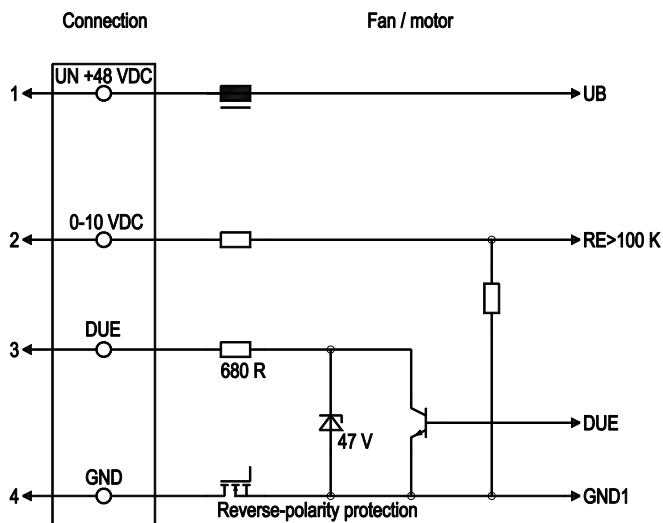 Connection Fan / motor
UN +48 VDC
1 UB
0-10 VDC
2 RE>100 K
DUE
3
680 R
DUE
47 V
GND
4 GND1
Reverse-polarity protection